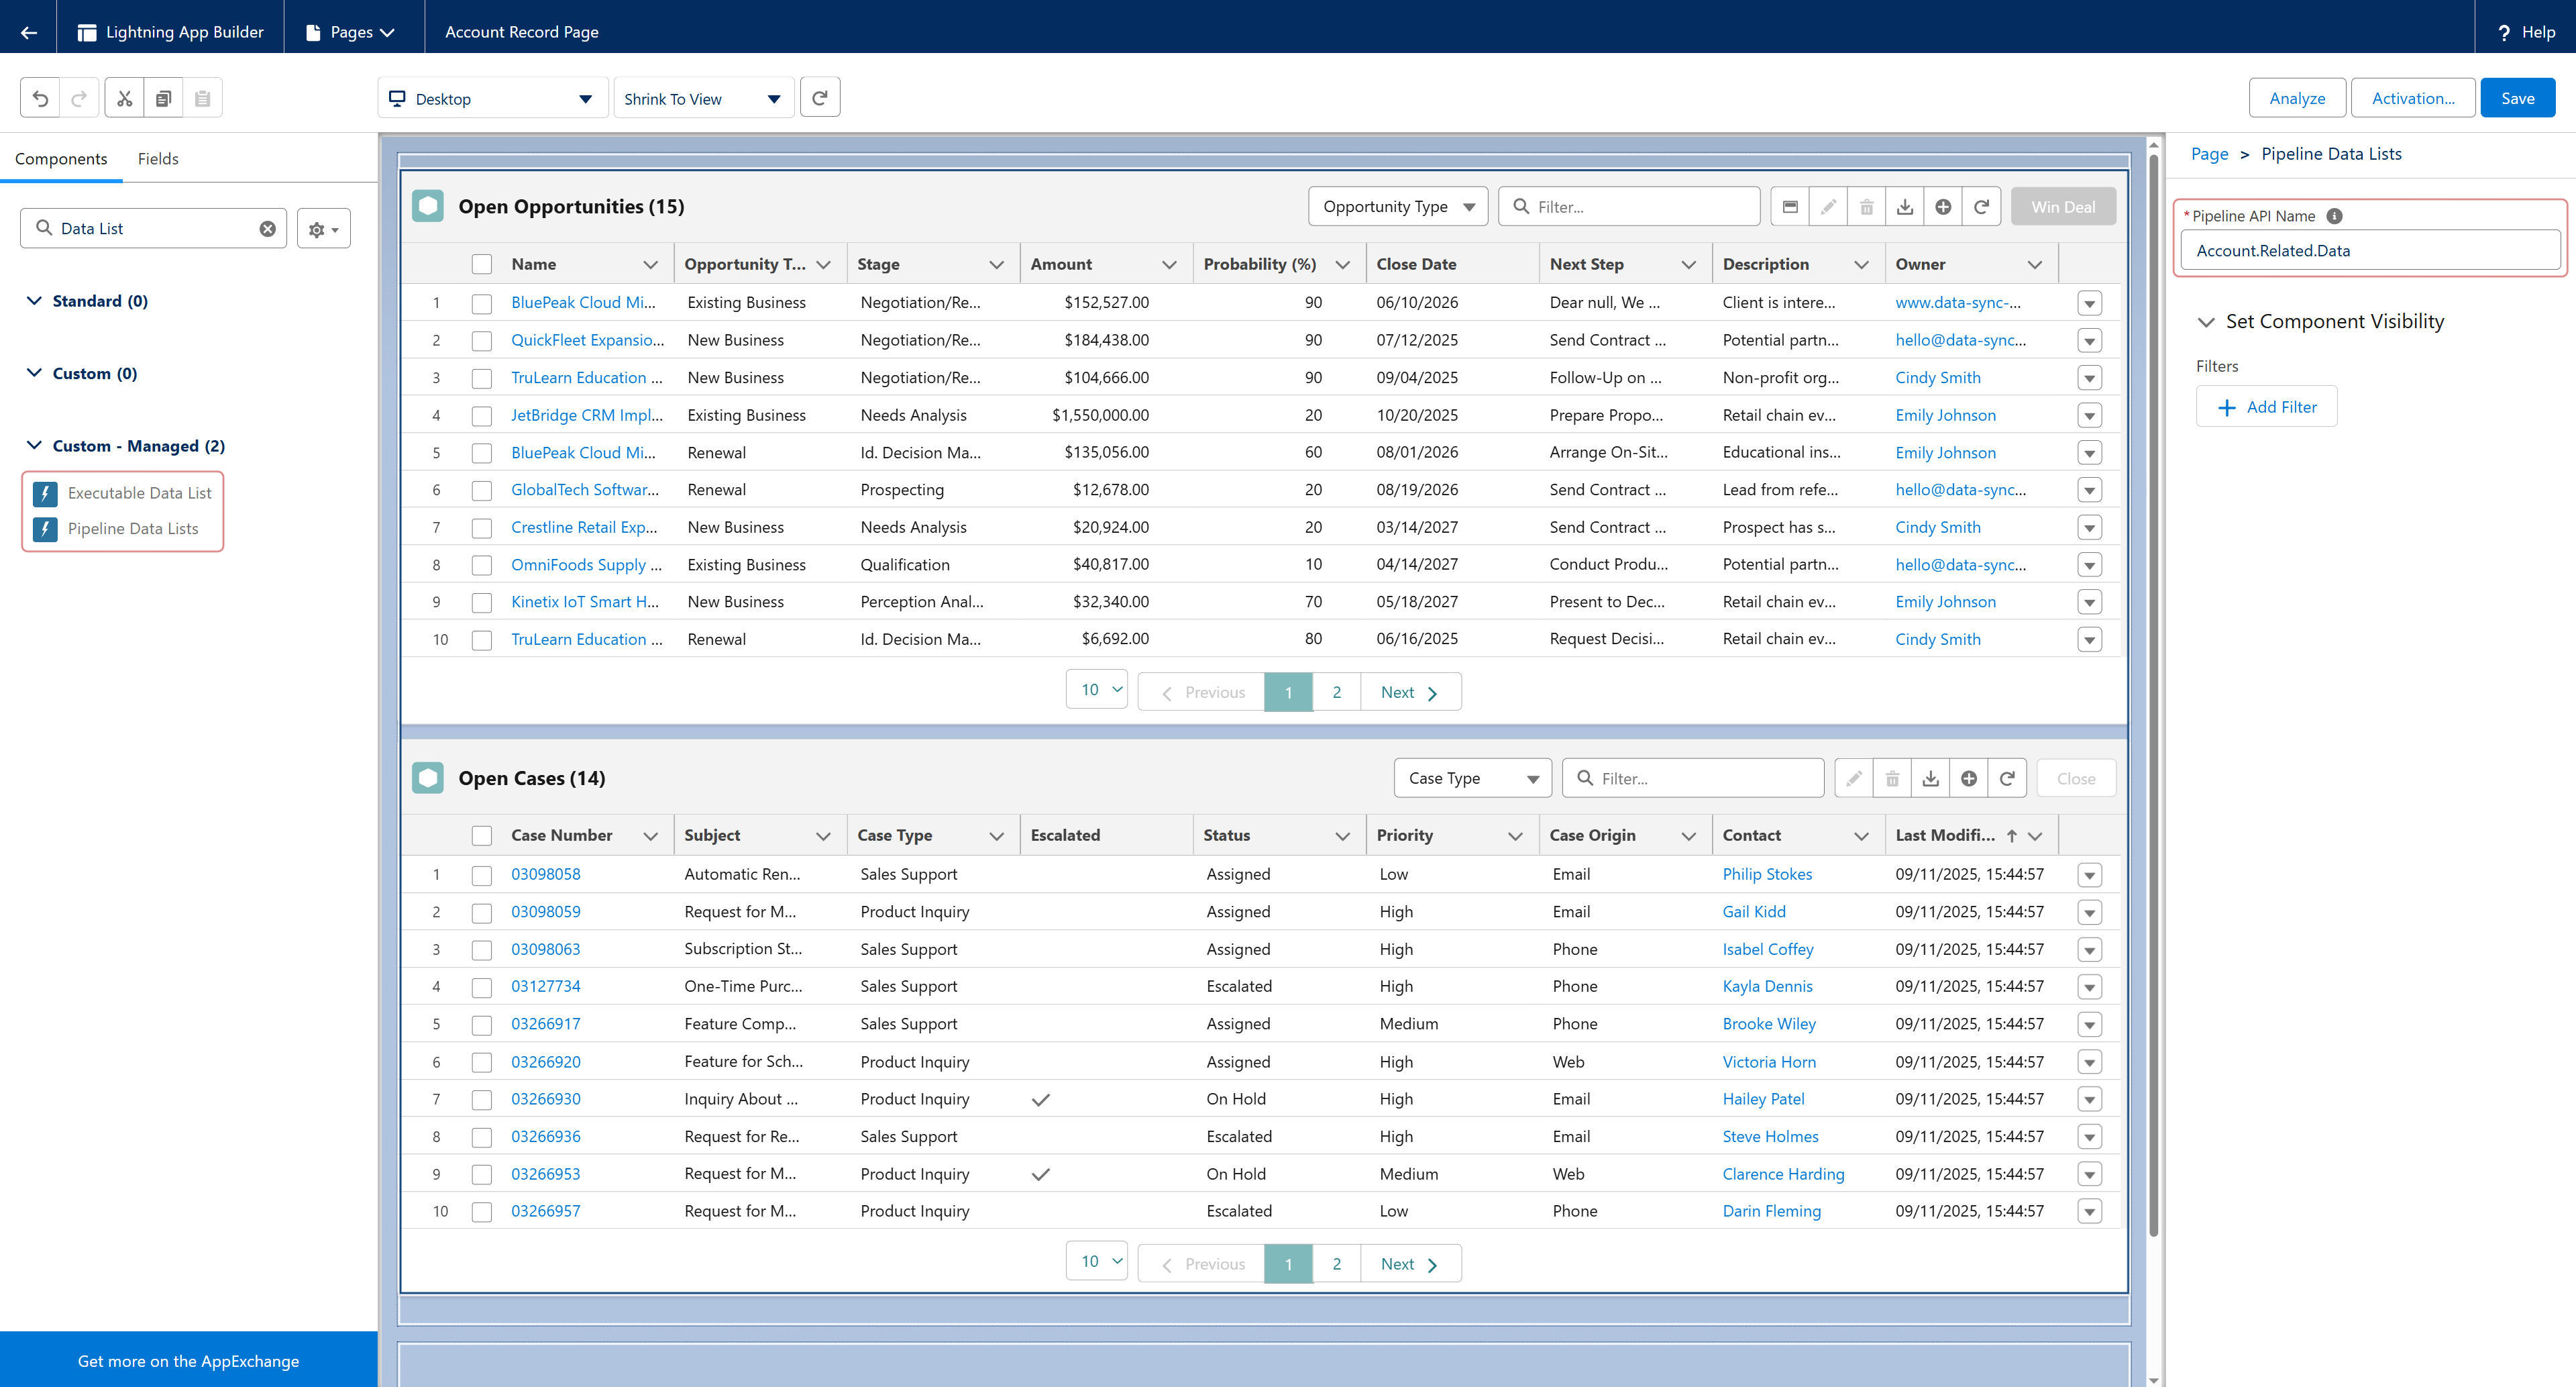 Lightning App Builder Pages Account Record Page ? Help
Desktop Shrink To View Analyze Activation... Save
Components Fields
Data List
Standard (0)
Custom (0)
Custom - Managed (2)
Executable Data List
Pipeline Data Lists
Get more on the AppExchange
Open Opportunities (15) Opportunity Type Filter... Win Deal
Name Opportunity T... Stage Amount Probability (%) Close Date Next Step Description Owner
1 BluePeak Cloud Mi... Existing Business Negotiation/Re... $152,527.00 90 06/10/2026 Dear null, We ... Client is intere... www.data-sync-...
2 QuickFleet Expansio... New Business Negotiation/Re... $184,438.00 90 07/12/2025 Send Contract ... Potential partn... hello@data-sync...
3 TruLearn Education ... New Business Negotiation/Re... $104,666.00 90 09/04/2025 Follow-Up on ... Non-profit org... Cindy Smith
4 JetBridge CRM Impl... Existing Business Needs Analysis $1,550,000.00 20 10/20/2025 Prepare Propo... Retail chain ev... Emily Johnson
5 BluePeak Cloud Mi... Renewal Id. Decision Ma... $135,056.00 60 08/01/2026 Arrange On-Sit... Educational ins... Emily Johnson
6 GlobalTech Softwar... Renewal Prospecting $12,678.00 20 08/19/2026 Send Contract ... Lead from refe... hello@data-sync...
7 Crestline Retail Exp... New Business Needs Analysis $20,924.00 20 03/14/2027 Send Contract ... Prospect has s... Cindy Smith
8 OmniFoods Supply ... Existing Business Qualification $40,817.00 10 04/14/2027 Conduct Produ... Potential partn... hello@data-sync...
9 Kinetix IoT Smart H... New Business Perception Anal... $32,340.00 70 05/18/2027 Present to Dec... Retail chain ev... Emily Johnson
10 TruLearn Education ... Renewal Id. Decision Ma... $6,692.00 80 06/16/2025 Request Decisi... Retail chain ev... Cindy Smith
10 Previous 1 2 Next
Open Cases (14) Case Type Filter... Close
Case Number Subject Case Type Escalated Status Priority Case Origin Contact Last Modifi...
1 03098058 Automatic Ren... Sales Support Assigned Low Email Philip Stokes 09/11/2025, 15:44:57
2 03098059 Request for M... Product Inquiry Assigned High Email Gail Kidd 09/11/2025, 15:44:57
3 03098063 Subscription St... Sales Support Assigned High Phone Isabel Coffey 09/11/2025, 15:44:57
4 03127734 One-Time Purc... Sales Support Escalated High Phone Kayla Dennis 09/11/2025, 15:44:57
5 03266917 Feature Comp... Sales Support Assigned Medium Phone Brooke Wiley 09/11/2025, 15:44:57
6 03266920 Feature for Sch... Product Inquiry Assigned High Web Victoria Horn 09/11/2025, 15:44:57
7 03266930 Inquiry About ... Product Inquiry On Hold High Email Hailey Patel 09/11/2025, 15:44:57
8 03266936 Request for Re... Sales Support Escalated High Email Steve Holmes 09/11/2025, 15:44:57
9 03266953 Request for M... Product Inquiry On Hold Medium Web Clarence Harding 09/11/2025, 15:44:57
10 03266957 Request for M... Product Inquiry Escalated Low Phone Darin Fleming 09/11/2025, 15:44:57
10 Previous 1 2 Next
Page > Pipeline Data Lists
* Pipeline API Name
Account.Related.Data
Set Component Visibility
Filters
Add Filter